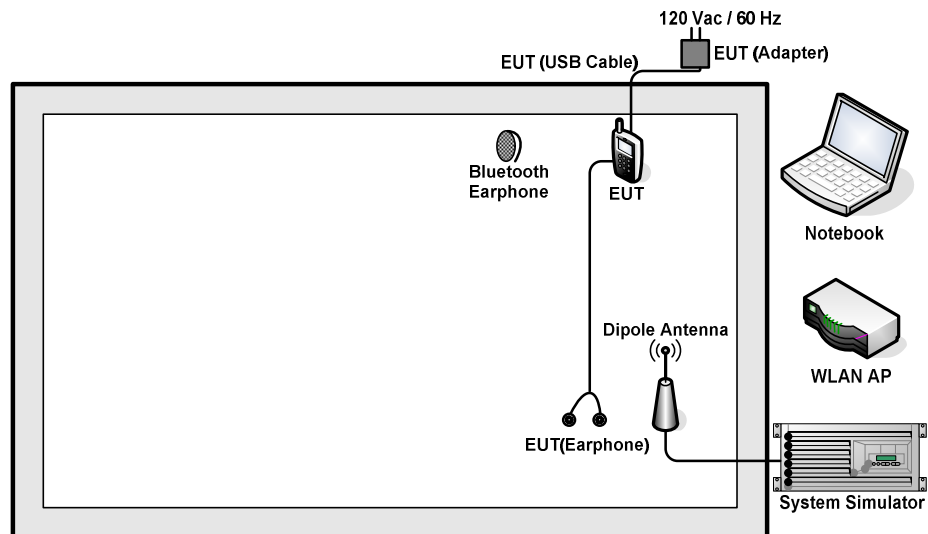 120 Vac / 60 Hz
EUT (USB Cable)
EUT (Adapter)
Bluetooth
Earphone
EUT
Notebook
Dipole Antenna
WLAN AP
EUT(Earphone)
System Simulator